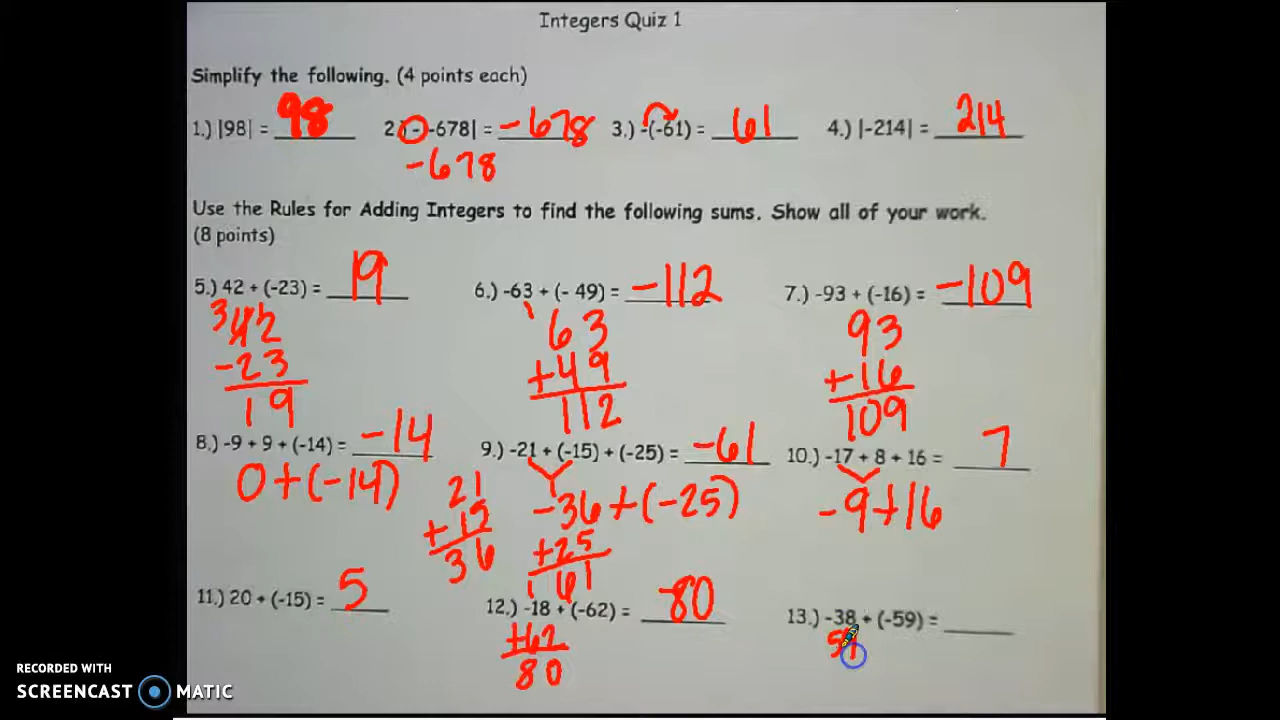 Integers Quiz 1
Simplify the following. (4 points each)
1.) |98| = 98
2.) - |-678| = -678
3.) -(-61) = 61
4.) |-214| = 214
-678
Use the Rules for Adding Integers to find the following sums. Show all of your work.
(8 points)
5.) 42 + (-23) = 19
6.) -63 + (- 49) = -112
7.) -93 + (-16) = -109
3 12
42
-23
19
1
63
+49
112
93
+16
109
8.) -9 + 9 + (-14) = -14
9.) -21 + (-15) + (-25) = -61
10.) -17 + 8 + 16 = 7
0+(-14)
21
+15
36
-36+(-25)
+25
1 61
-9+16
11.) 20 + (-15) = 5
12.) -18 + (-62) = -80
13.) -38 + (-59) =
+62
80
RECORDED WITH
SCREENCAST MATIC